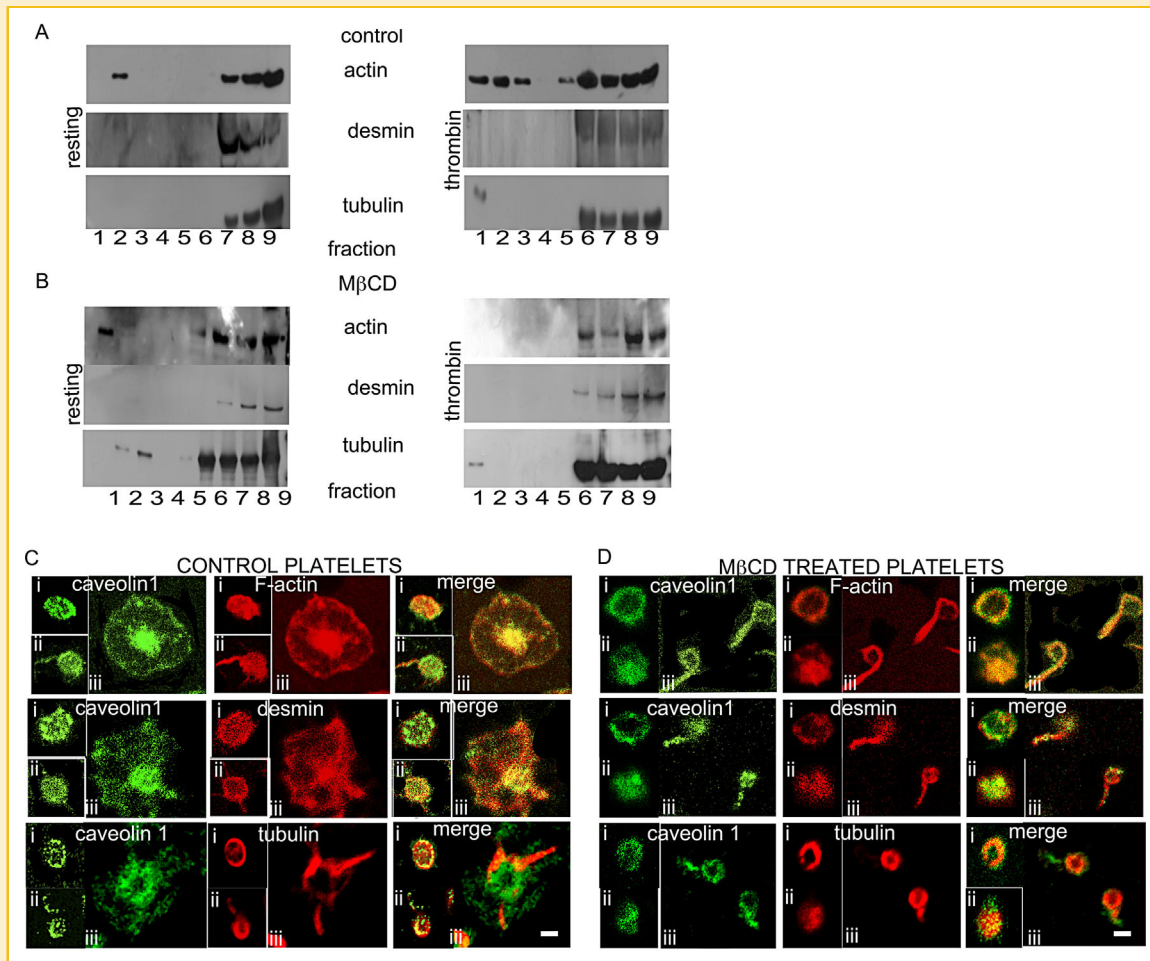 A
control
resting
actin
desmin
tubulin
thrombin
1 2 3 4 5 6 7 8 9
fraction
1 2 3 4 5 6 7 8 9
B
MβCD
resting
actin
desmin
tubulin
thrombin
1 2 3 4 5 6 7 8 9
fraction
1 2 3 4 5 6 7 8 9
C
CONTROL PLATELETS
i caveolin1 i F-actin i merge
ii iii ii iii ii iii
i caveolin1 i desmin i merge
ii iii ii iii ii iii
i caveolin 1 i tubulin i merge
ii iii ii iii ii iii
D
MβCD TREATED PLATELETS
i caveolin1 i F-actin i merge
ii iii ii iii ii iii
i caveolin1 i desmin i merge
ii iii ii iii ii iii
i caveolin 1 i tubulin i merge
ii iii ii iii ii iii